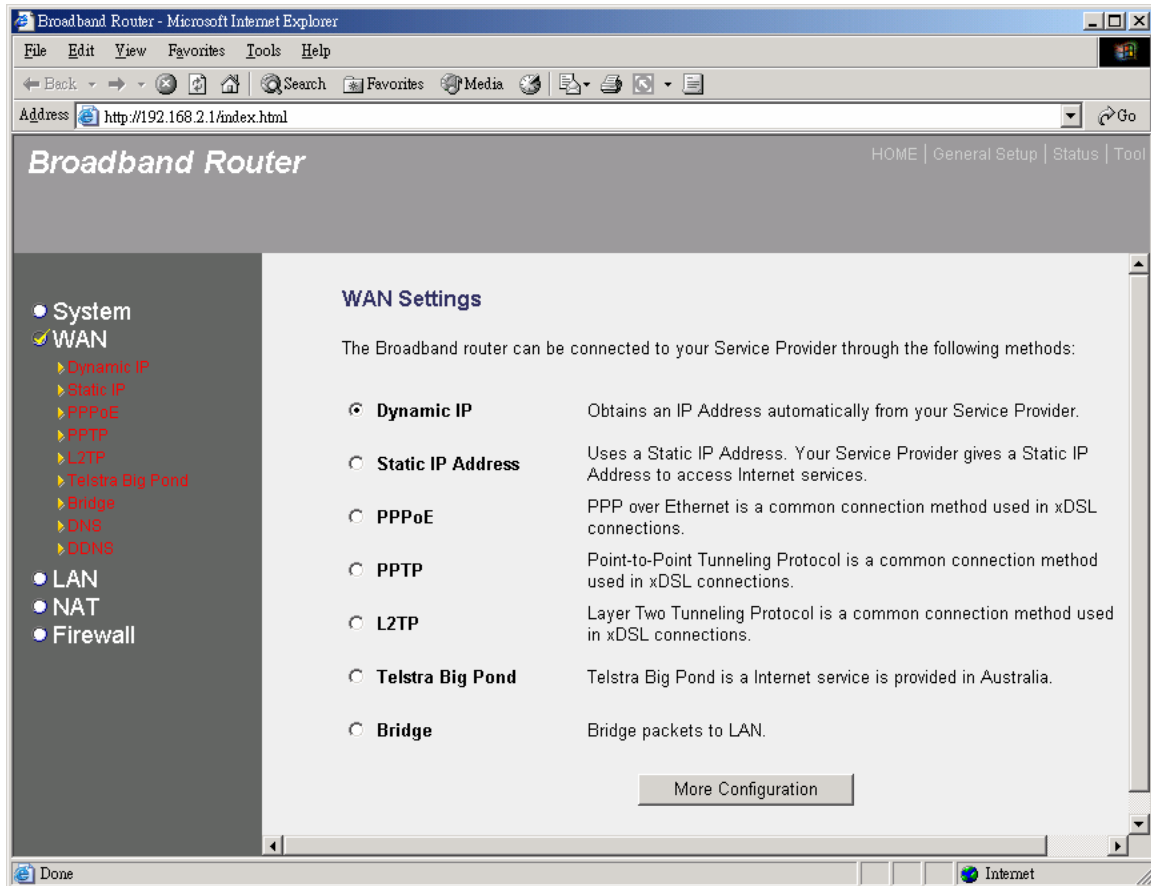 Broadband Router - Microsoft Internet Explorer
File Edit View Favorites Tools Help
Back Search Favorites Media
Address http://192.168.2.1/index.html Go
Broadband Router
HOME | General Setup | Status | Tool
System
WAN
Dynamic IP
Static IP
PPPoE
PPTP
L2TP
Telstra Big Pond
Bridge
DNS
DDNS
LAN
NAT
Firewall
WAN Settings
The Broadband router can be connected to your Service Provider through the following methods:
Dynamic IP Obtains an IP Address automatically from your Service Provider.
Static IP Address Uses a Static IP Address. Your Service Provider gives a Static IP
Address to access Internet services.
PPPoE PPP over Ethernet is a common connection method used in xDSL
connections.
PPTP Point-to-Point Tunneling Protocol is a common connection method
used in xDSL connections.
L2TP Layer Two Tunneling Protocol is a common connection method used
in xDSL connections.
Telstra Big Pond Telstra Big Pond is a Internet service is provided in Australia.
Bridge Bridge packets to LAN.
More Configuration
Done Internet